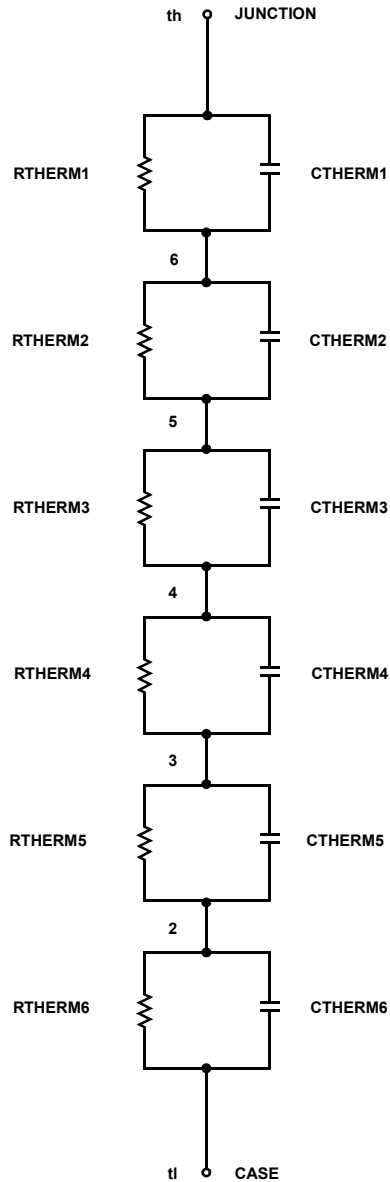 th JUNCTION
RTHERM1 CTHERM1
6
RTHERM2 CTHERM2
5
RTHERM3 CTHERM3
4
RTHERM4 CTHERM4
3
RTHERM5 CTHERM5
2
RTHERM6 CTHERM6
tl CASE